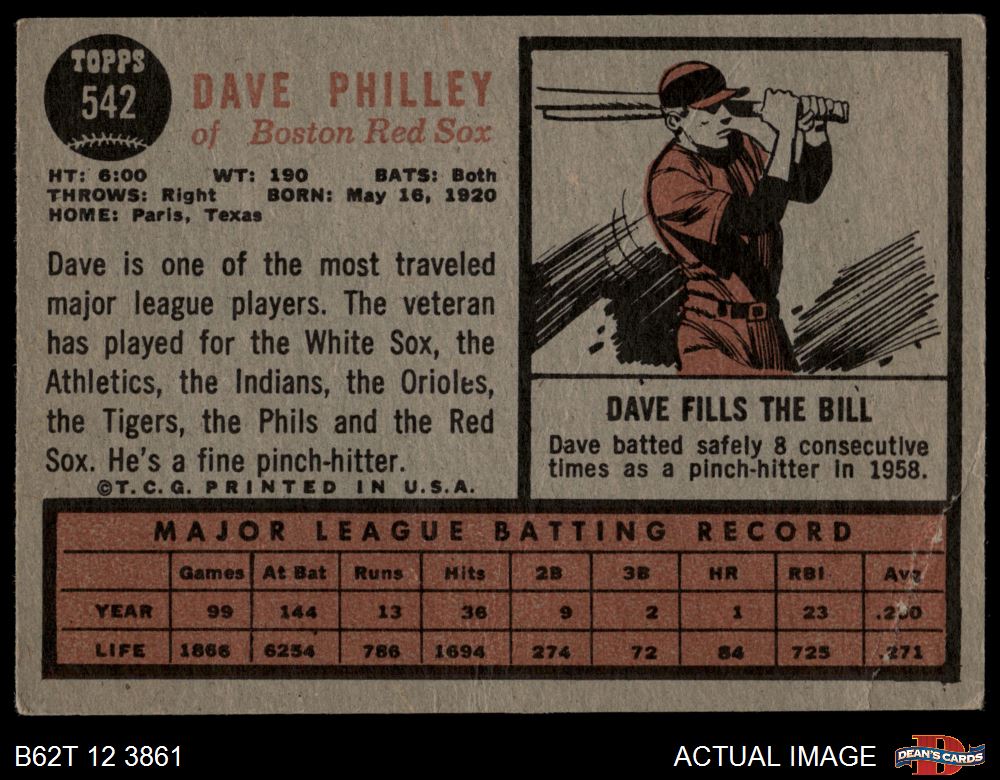 TOPPS
542
DAVE PHILLEY
of Boston Red Sox
HT: 6:00 WT: 190 BATS: Both
THROWS: Right BORN: May 16, 1920
HOME: Paris, Texas
Dave is one of the most traveled
major league players. The veteran
has played for the White Sox, the
Athletics, the Indians, the Orioles,
the Tigers, the Phils and the Red
Sox. He's a fine pinch-hitter.
©T.C.G. PRINTED IN U.S.A.
DAVE FILLS THE BILL
Dave batted safely 8 consecutive
times as a pinch-hitter in 1958.
MAJOR LEAGUE BATTING RECORD
Games At Bat Runs Hits 2B 3B HR RBI Avg
YEAR 99 144 13 36 9 2 1 23
LIFE 1866 6254 786 1694 274 72 84 725 .271
B62T 12 3861
ACTUAL IMAGE
D
DEAN'S CARDS